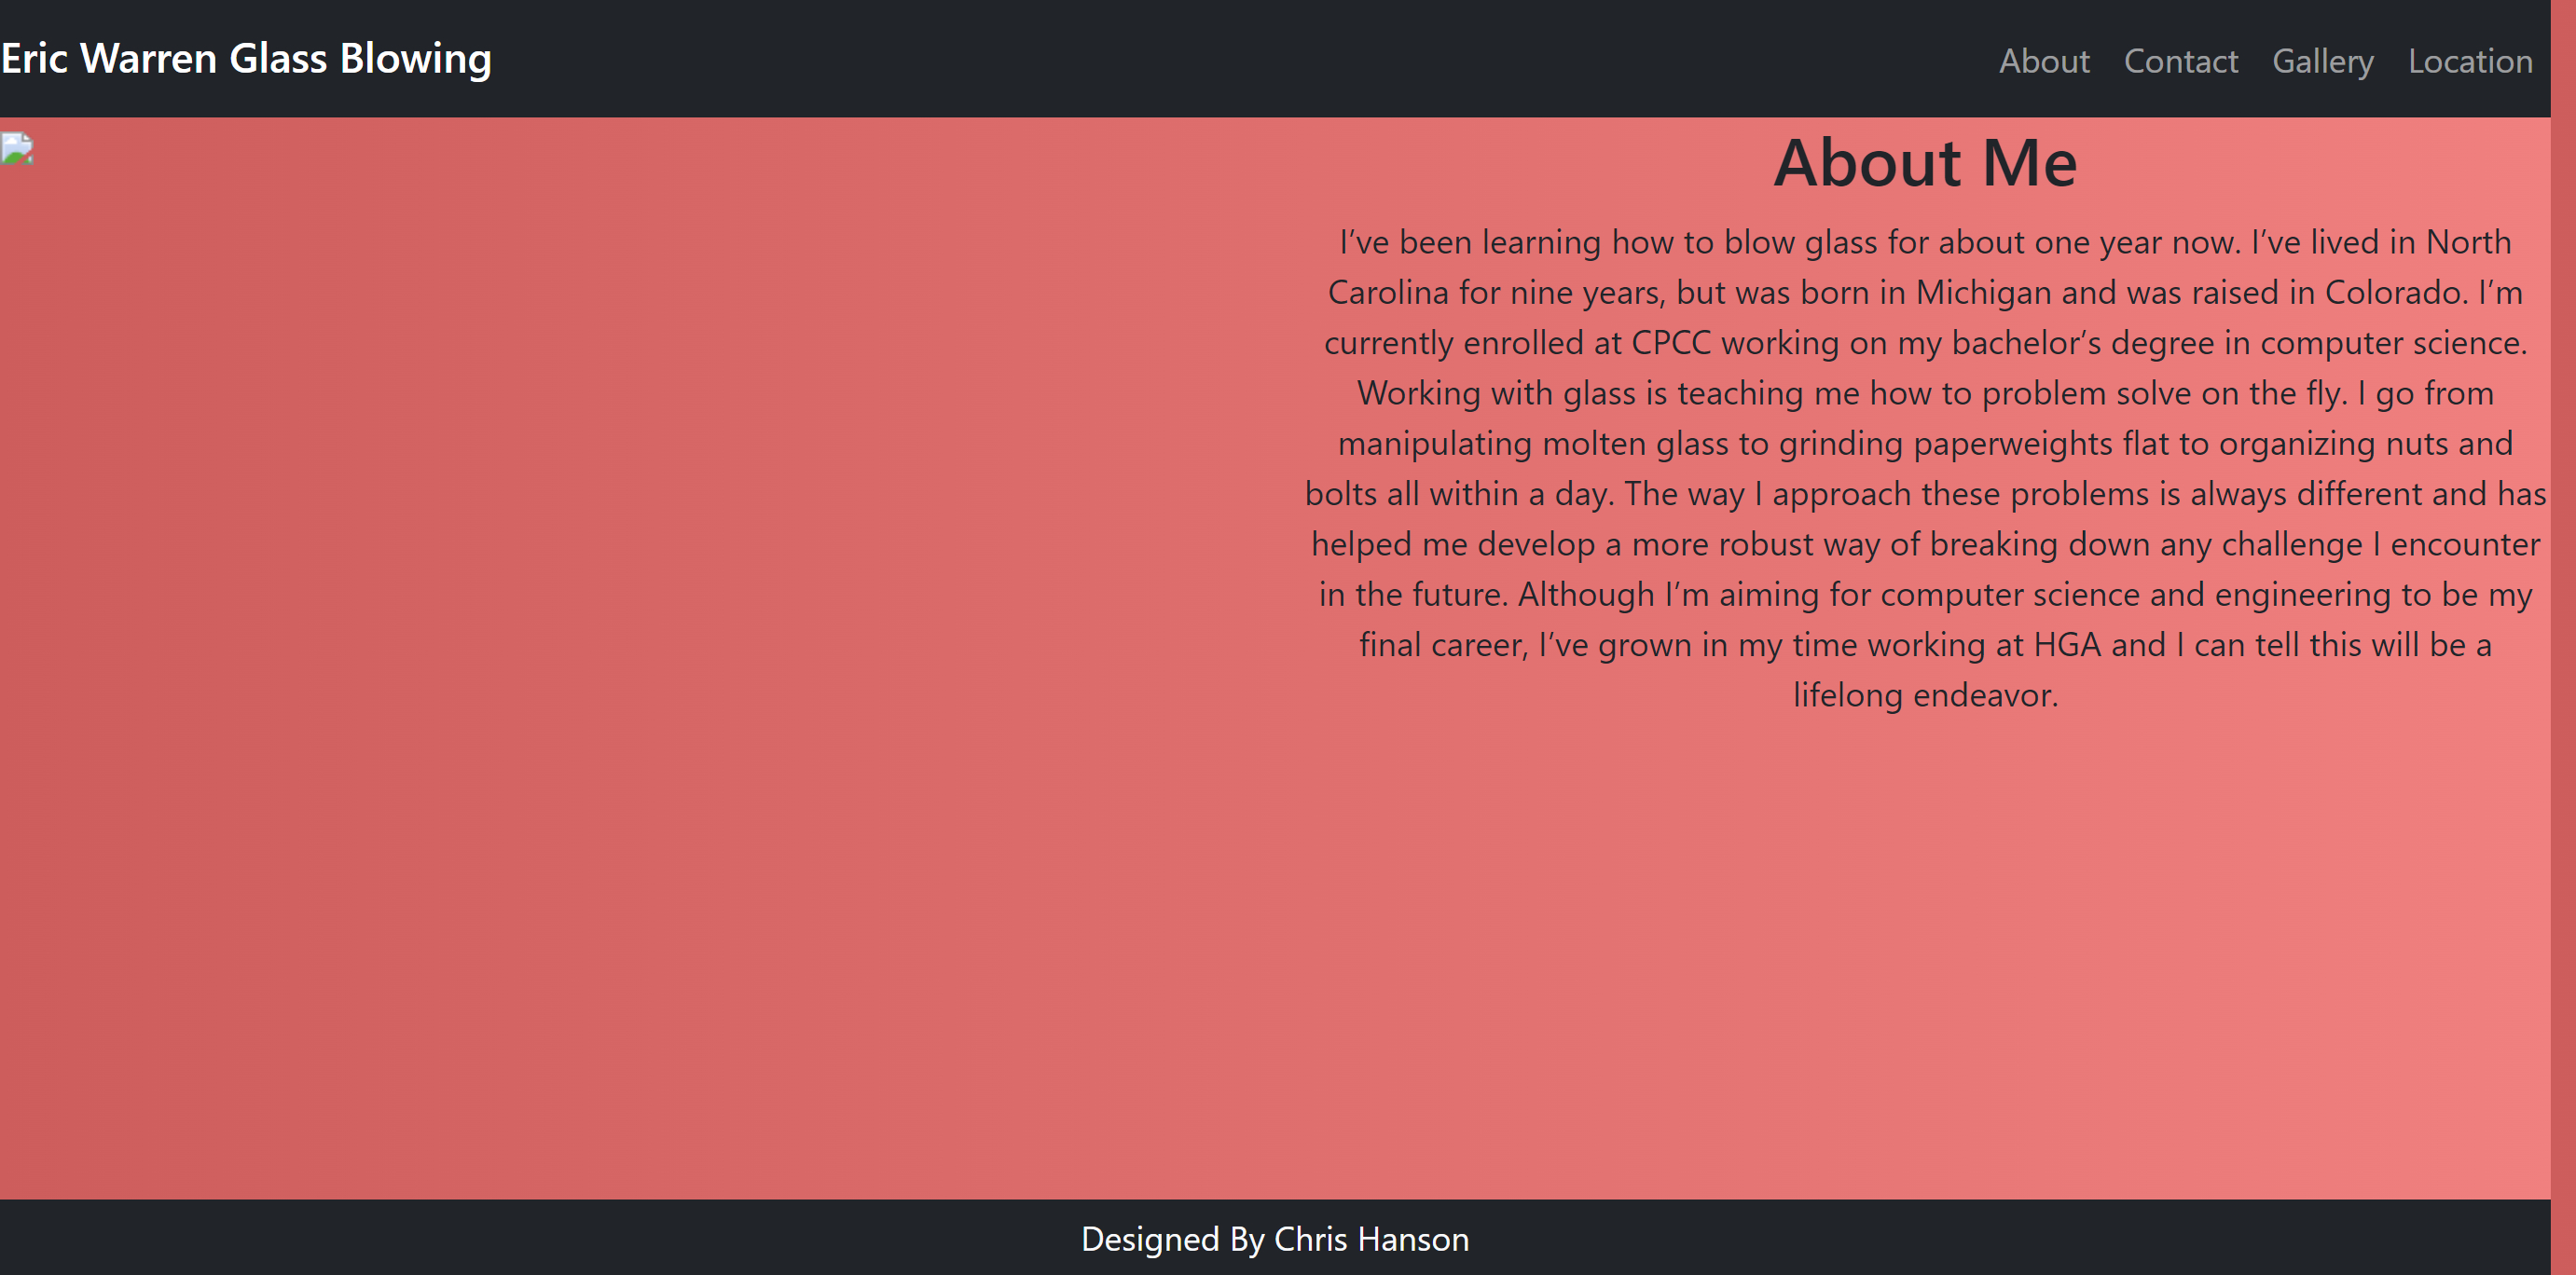 Eric Warren Glass Blowing
About Contact Gallery Location
About Me
I’ve been learning how to blow glass for about one year now. I’ve lived in North
Carolina for nine years, but was born in Michigan and was raised in Colorado. I’m
currently enrolled at CPCC working on my bachelor’s degree in computer science.
Working with glass is teaching me how to problem solve on the fly. I go from
manipulating molten glass to grinding paperweights flat to organizing nuts and
bolts all within a day. The way I approach these problems is always different and has
helped me develop a more robust way of breaking down any challenge I encounter
in the future. Although I’m aiming for computer science and engineering to be my
final career, I’ve grown in my time working at HGA and I can tell this will be a
lifelong endeavor.
Designed By Chris Hanson